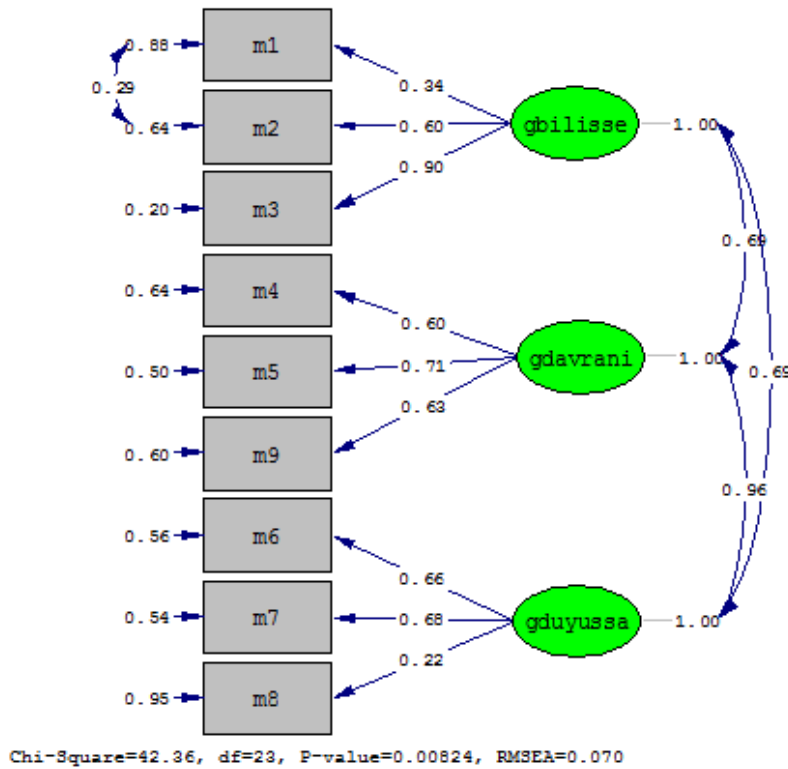 0.88 m1
0.34
0.29
gbilisse 1.00
0.64 m2 0.60
0.90
0.20 m3
0.69
0.64 m4
0.60
gdavrani 1.00
0.50 m5 0.71
0.69
0.63
0.60 m9
0.96
0.56 m6
0.66
0.54 m7 0.68 gduyussa 1.00
0.22
0.95 m8
Chi-Square=42.36, df=23, P-value=0.00824, RMSEA=0.070